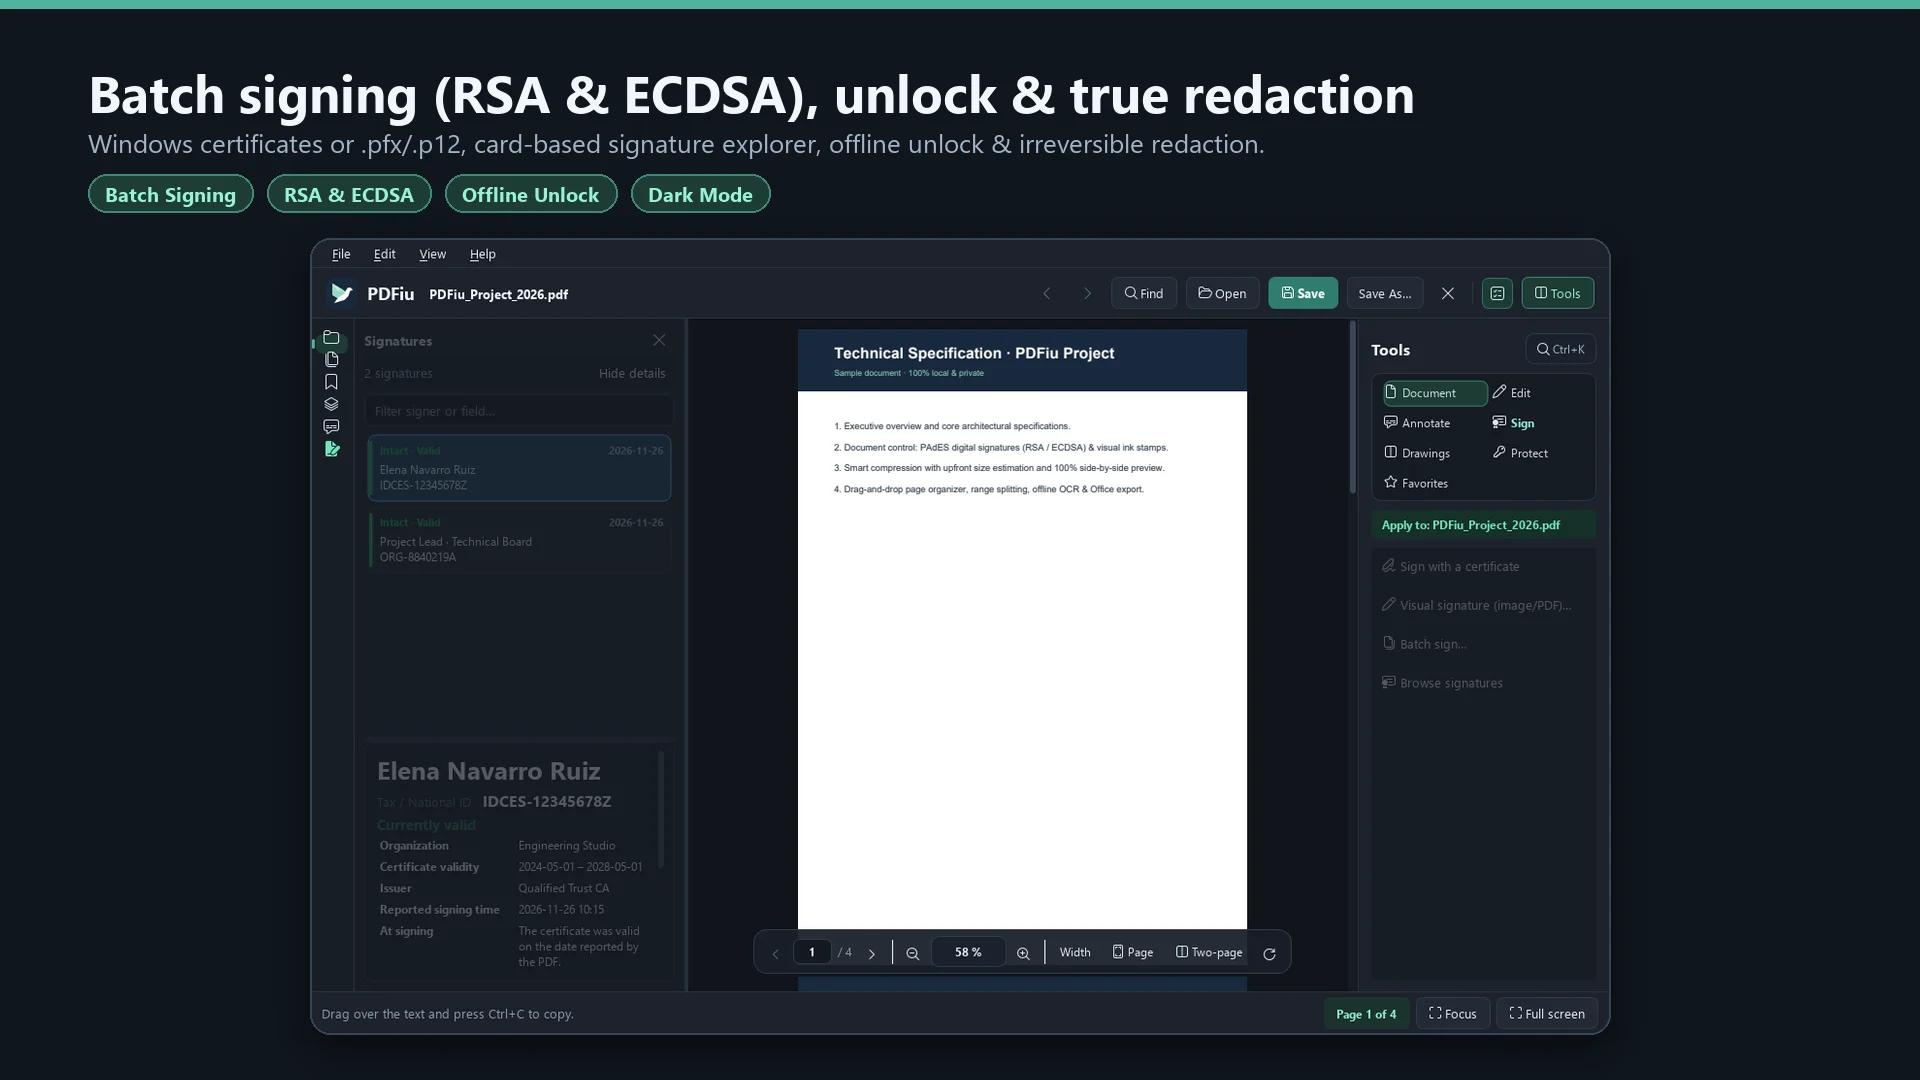 Batch signing (RSA & ECDSA), unlock & true redaction
Windows certificates or .pfx/.p12, card-based signature explorer, offline unlock & irreversible redaction.
Batch Signing RSA & ECDSA Offline Unlock Dark Mode
File Edit View Help
PDFiu PDFiu_Project_2026.pdf Find Open Save Save As... Tools
Signatures
2 signatures Hide details
Filter signer or field...
Intact · Valid 2026-11-26
Elena Navarro Ruiz
IDCES-12345678Z
Intact · Valid 2026-11-26
Project Lead · Technical Board
ORG-8840219A
Elena Navarro Ruiz
Tax / National ID IDCES-12345678Z
Currently valid
Organization Engineering Studio
Certificate validity 2024-05-01 – 2028-05-01
Issuer Qualified Trust CA
Reported signing time 2026-11-26 10:15
At signing The certificate was valid
on the date reported by
the PDF.
Technical Specification · PDFiu Project
Sample document · 100% local & private
1. Executive overview and core architectural specifications.
2. Document control: PAdES digital signatures (RSA / ECDSA) & visual ink stamps.
3. Smart compression with upfront size estimation and 100% side-by-side preview.
4. Drag-and-drop page organizer, range splitting, offline OCR & Office export.
1 / 4 58 % Width Page Two-page
Tools Ctrl+K
Document Edit
Annotate Sign
Drawings Protect
Favorites
Apply to: PDFiu_Project_2026.pdf
Sign with a certificate
Visual signature (image/PDF)...
Batch sign...
Browse signatures
Drag over the text and press Ctrl+C to copy. Page 1 of 4 Focus Full screen